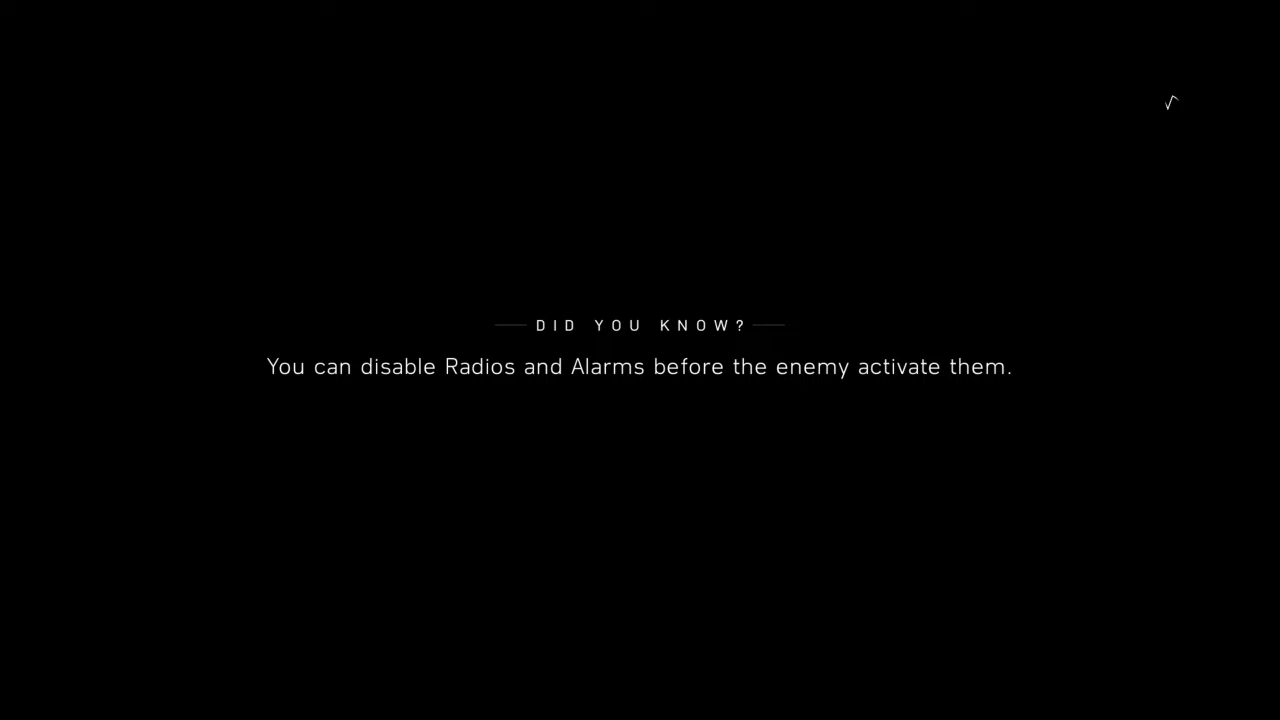 DID YOU KNOW?
You can disable Radios and Alarms before the enemy activate them.